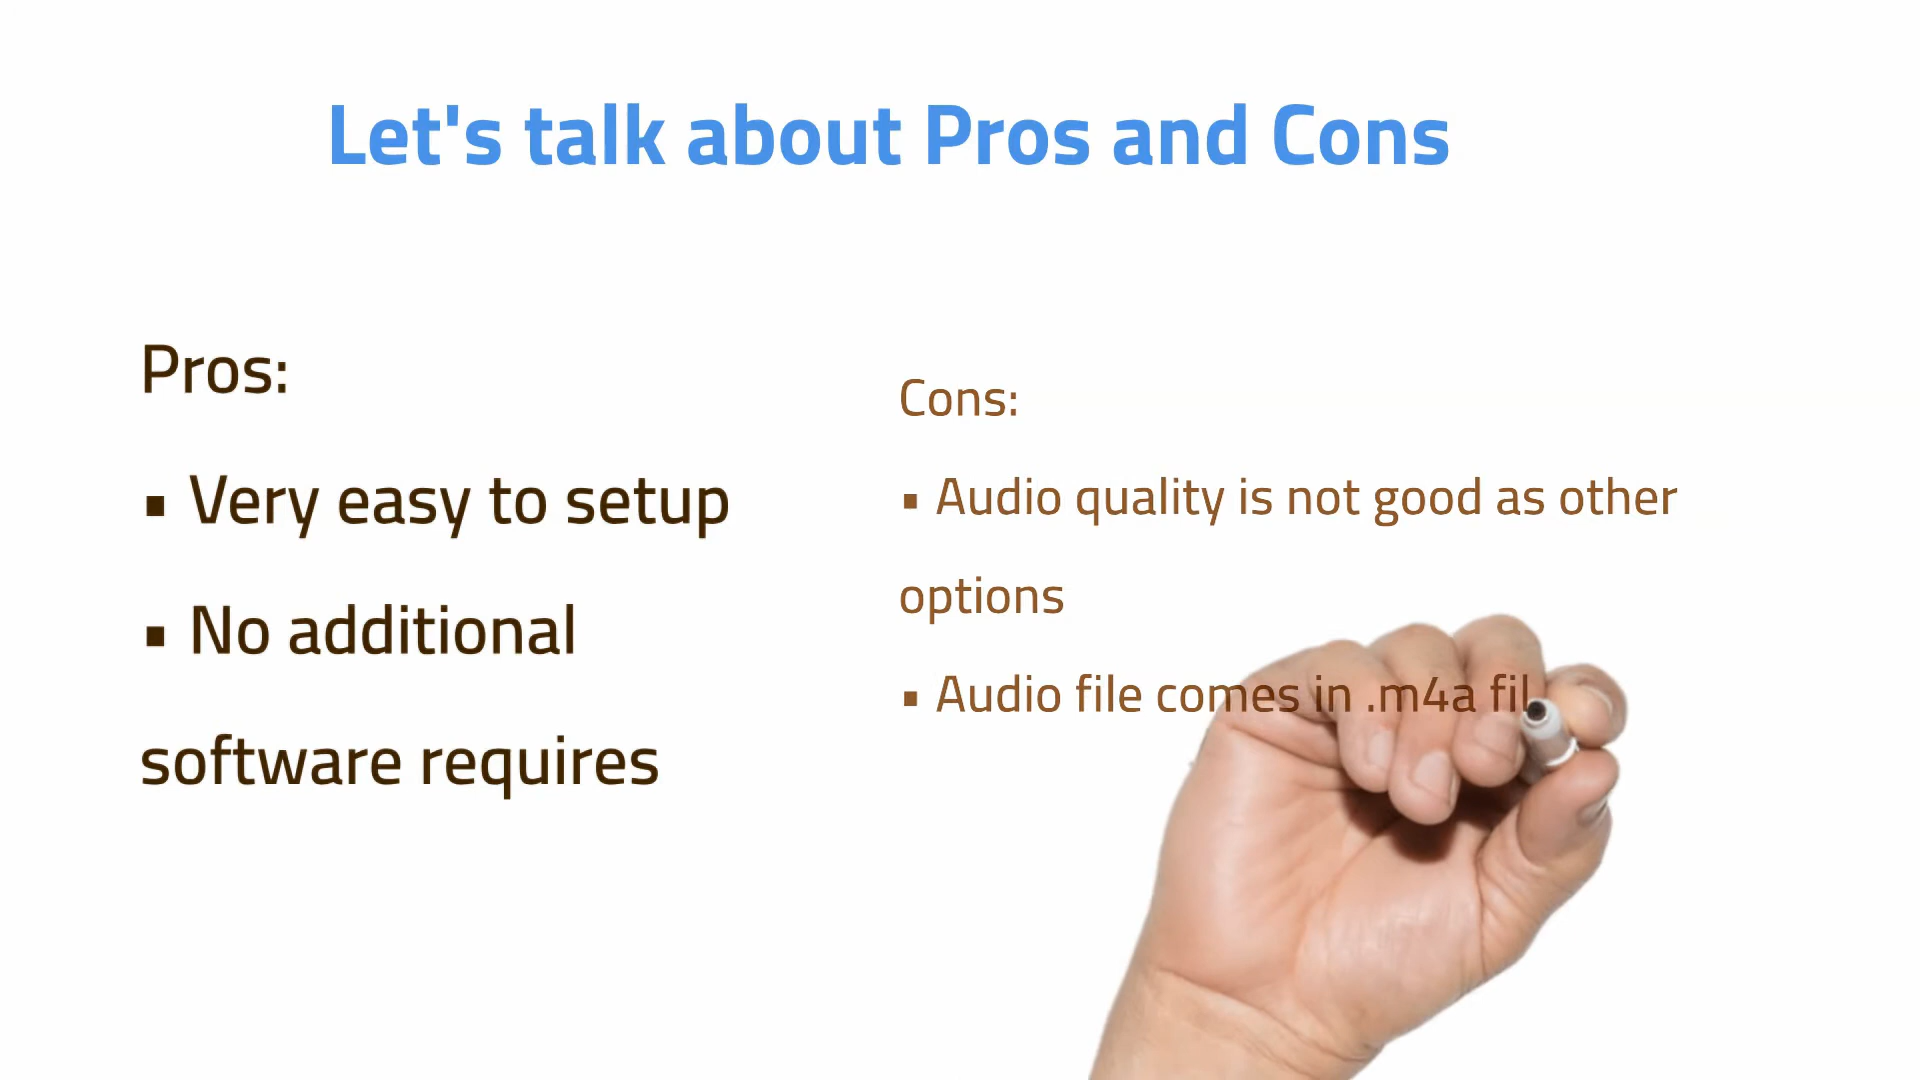 Let's talk about Pros and Cons
Pros:
▪ Very easy to setup
▪ No additional
software requires
Cons:
▪ Audio quality is not good as other
options
▪ Audio file comes in .m4a fil